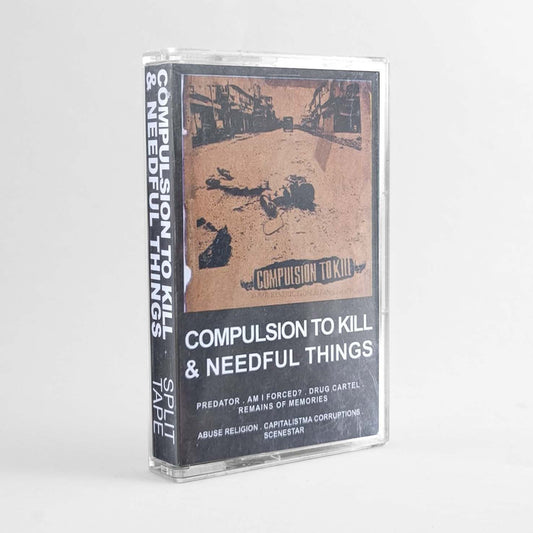 COMPULSION TO KILL
& NEEDFUL THINGS
SPLIT
TAPE
COMPULSION TO KILL
COMPULSION TO KILL
& NEEDFUL THINGS
PREDATOR . AM I FORCED? . DRUG CARTEL .
REMAINS OF MEMORIES
ABUSE RELIGION . CAPITALISTMA CORRUPTIONS .
SCENESTAR